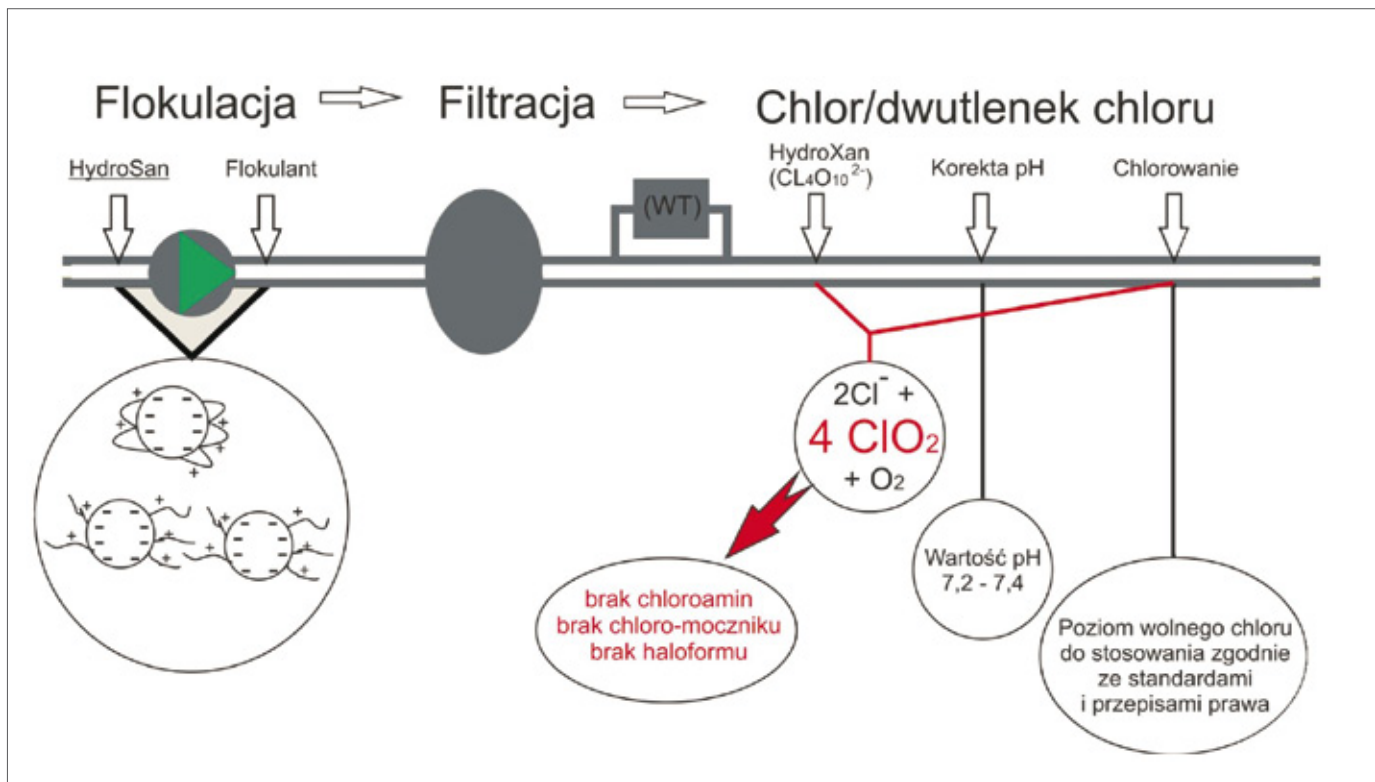 Flokulacja
Filtracja
Chlor/dwutlenek chloru
HydroSan
Flokulant
(WT)
HydroXan
(CL₄O₁₀²⁻)
Korekta pH
Chlorowanie
2Cl⁻ +
4 ClO₂
+ O₂
brak chloroamin
brak chloro-moczniku
brak haloformu
Wartość pH
7,2 - 7,4
Poziom wolnego chloru
do stosowania zgodnie
ze standardami
i przepisami prawa